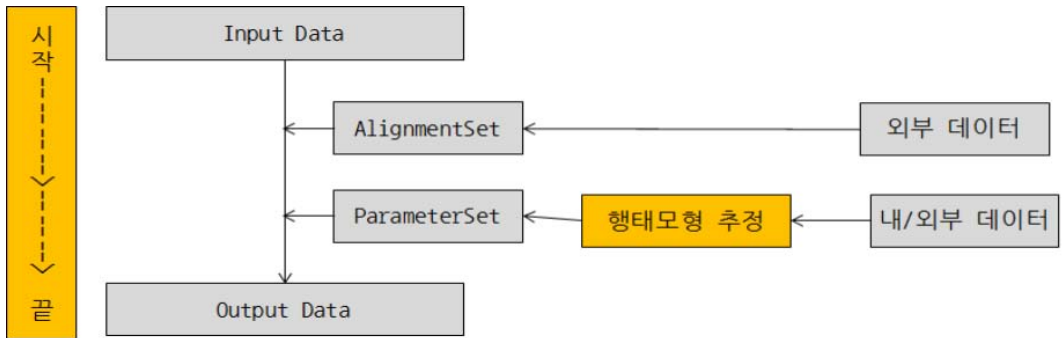 시작
Input Data
AlignmentSet
외부 데이터
ParameterSet
행태모형 추정
내/외부 데이터
Output Data
끝